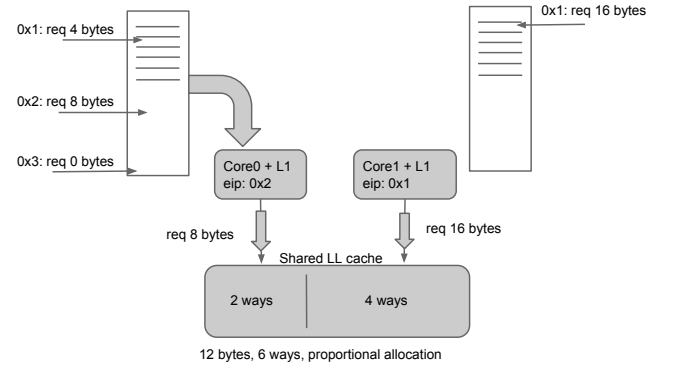 0x1: req 4 bytes
0x1: req 16 bytes
0x2: req 8 bytes
0x3: req 0 bytes
Core0 + L1
eip: 0x2
Core1 + L1
eip: 0x1
req 8 bytes
req 16 bytes
Shared LL cache
2 ways
4 ways
12 bytes, 6 ways, proportional allocation